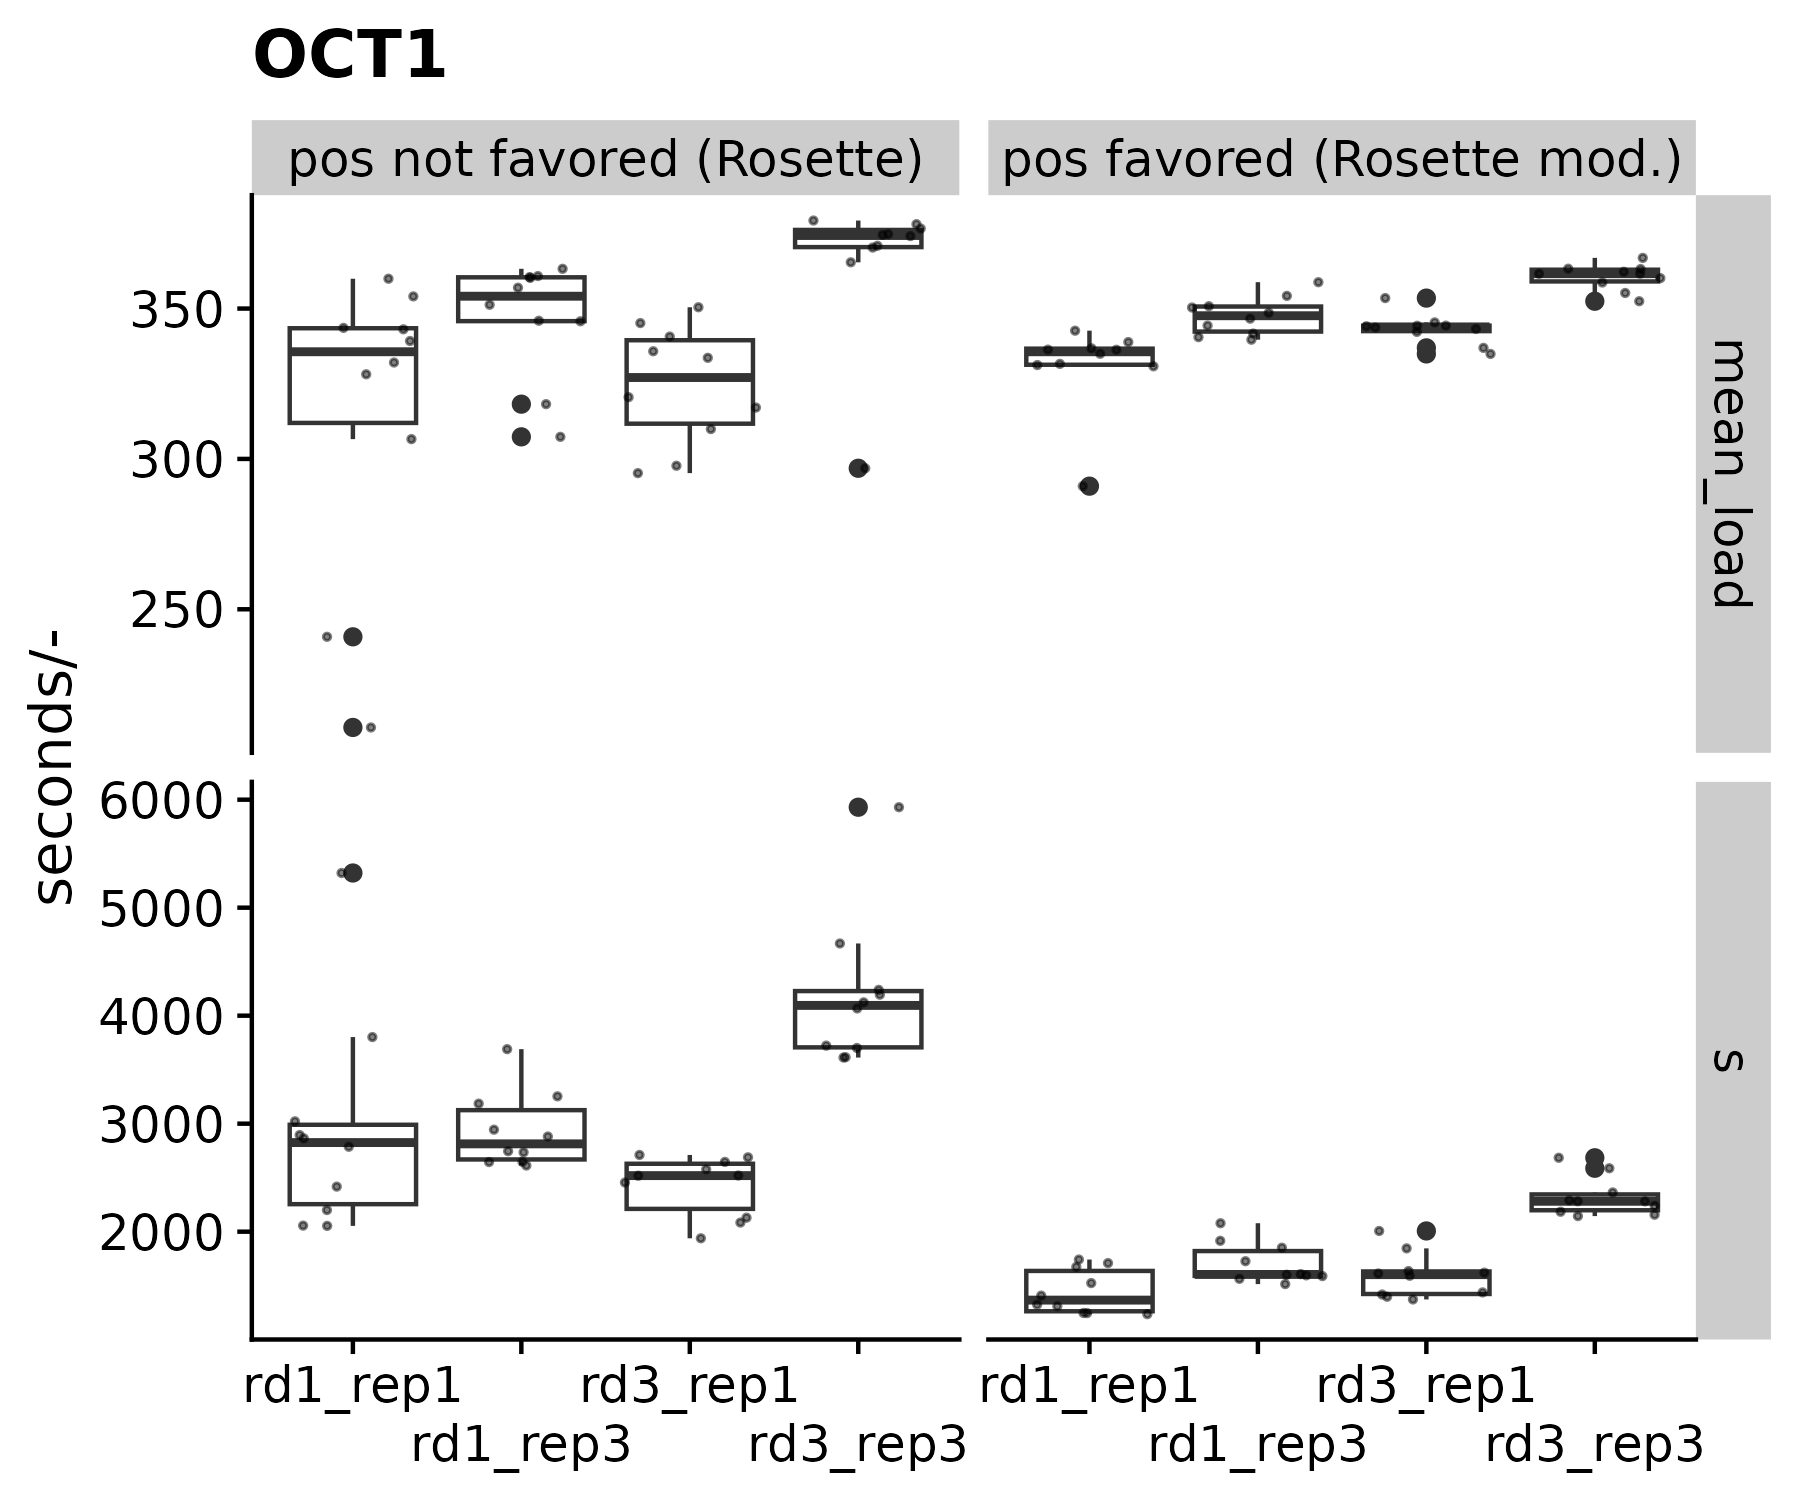 OCT1
pos not favored (Rosette)
pos favored (Rosette mod.)
350
300
250
mean_load
seconds/-
6000
5000
4000
3000
2000
s
rd1_rep1
rd1_rep3
rd3_rep1
rd3_rep3
rd1_rep1
rd1_rep3
rd3_rep1
rd3_rep3